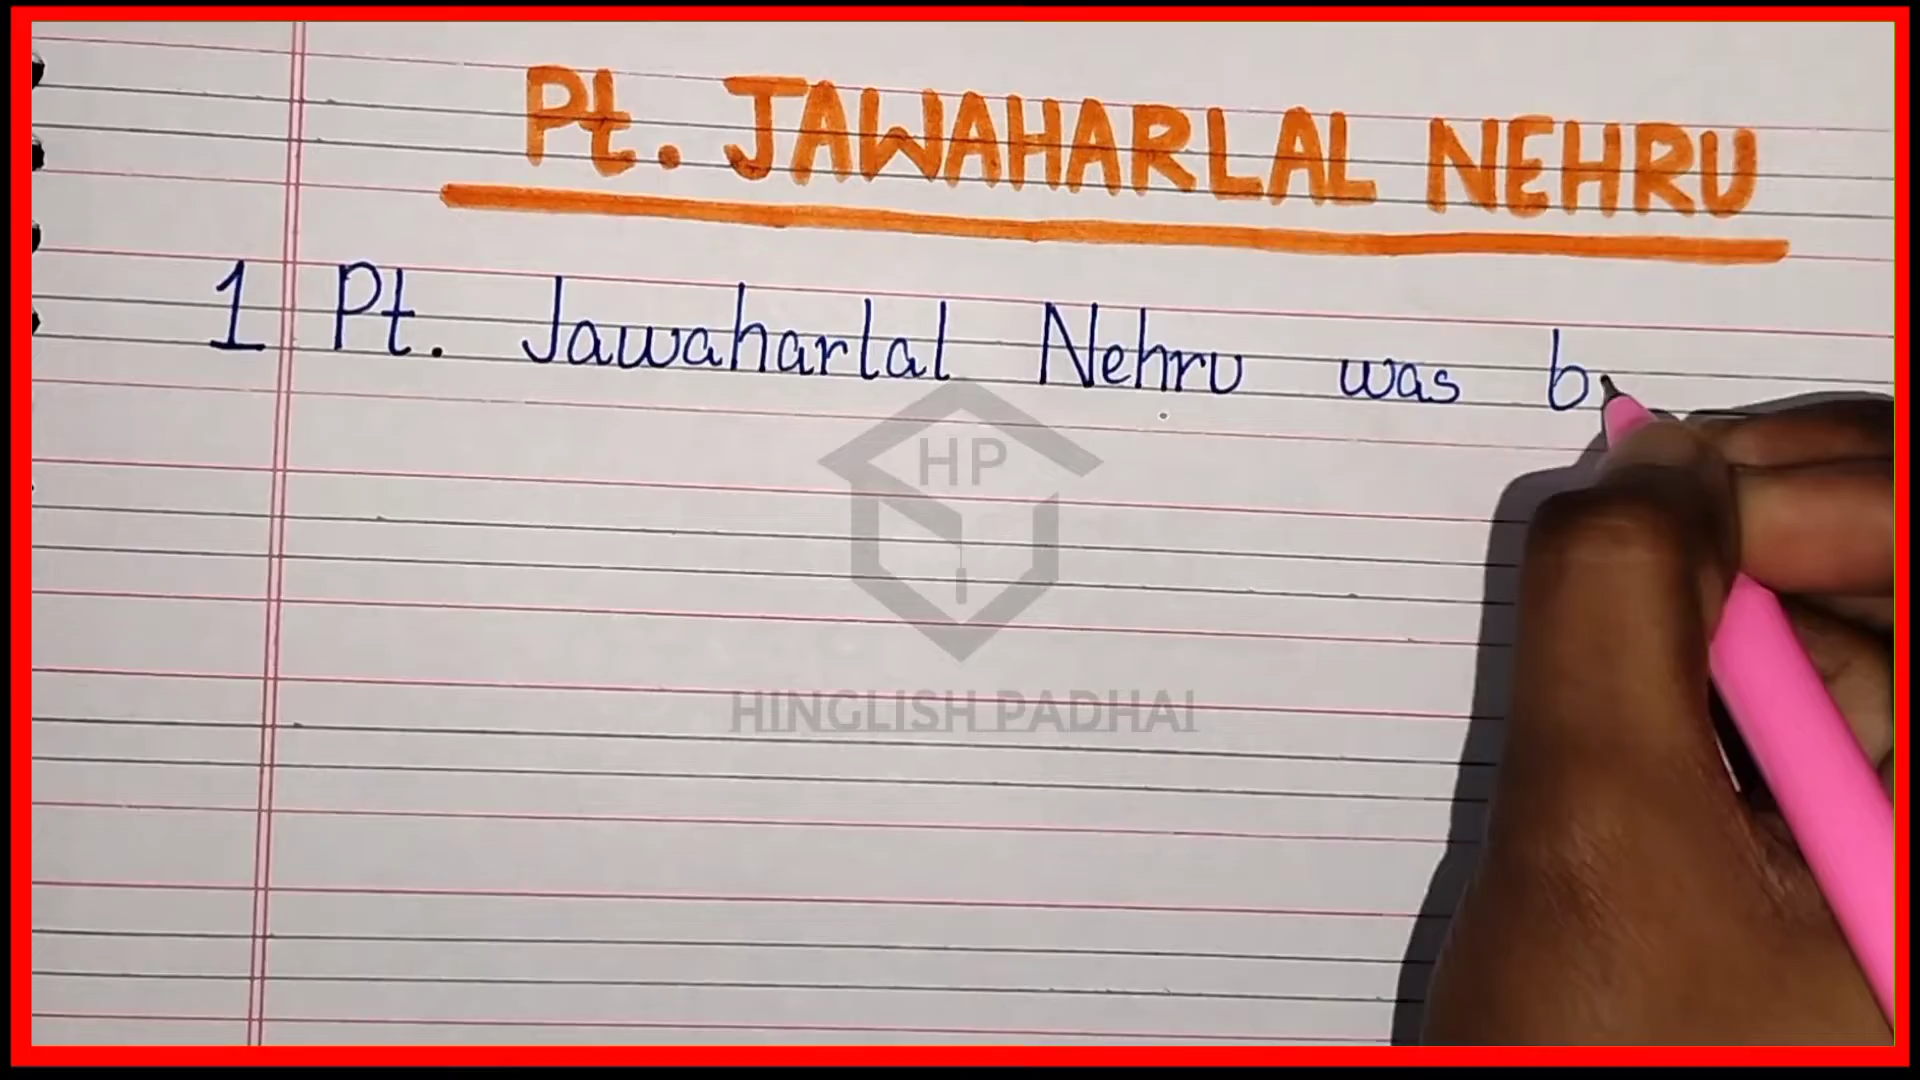 Pt. JAWAHARLAL NEHRU
1 Pt. Jawaharlal Nehru was b
HP
I
HINGLISH PADHAI